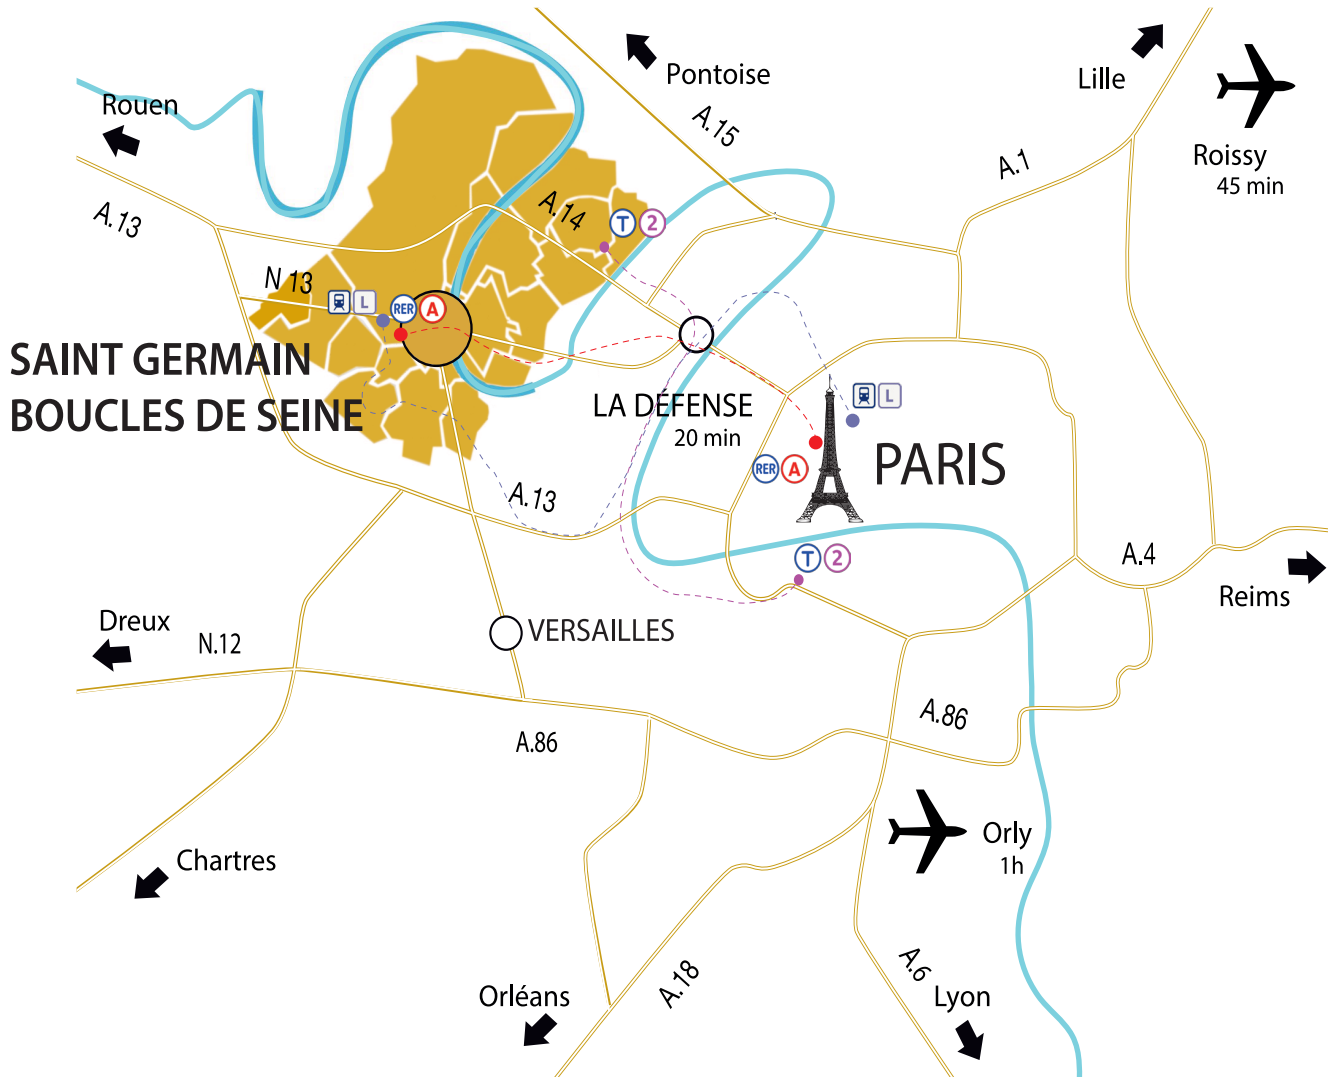 Pontoise
Lille
Rouen
A.15
Roissy
45 min
A.1
A.13
A.14
T 2
N 13
L
RER A
SAINT GERMAIN
BOUCLES DE SEINE
LA DÉFENSE
20 min
L
RER A
PARIS
A.13
T 2
A.4
Reims
Dreux
N.12
VERSAILLES
A.86
A.86
Orly
1h
Chartres
A.18
A.6
Orléans
Lyon